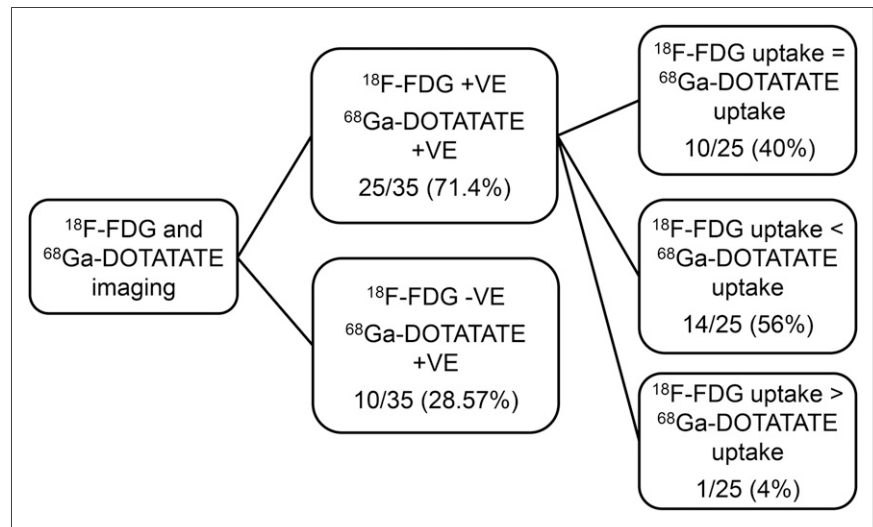 ¹⁸F-FDG and
⁶⁸Ga-DOTATATE
imaging
¹⁸F-FDG +VE
⁶⁸Ga-DOTATATE
+VE
25/35 (71.4%)
¹⁸F-FDG -VE
⁶⁸Ga-DOTATATE
+VE
10/35 (28.57%)
¹⁸F-FDG uptake =
⁶⁸Ga-DOTATATE
uptake
10/25 (40%)
¹⁸F-FDG uptake <
⁶⁸Ga-DOTATATE
uptake
14/25 (56%)
¹⁸F-FDG uptake >
⁶⁸Ga-DOTATATE
uptake
1/25 (4%)